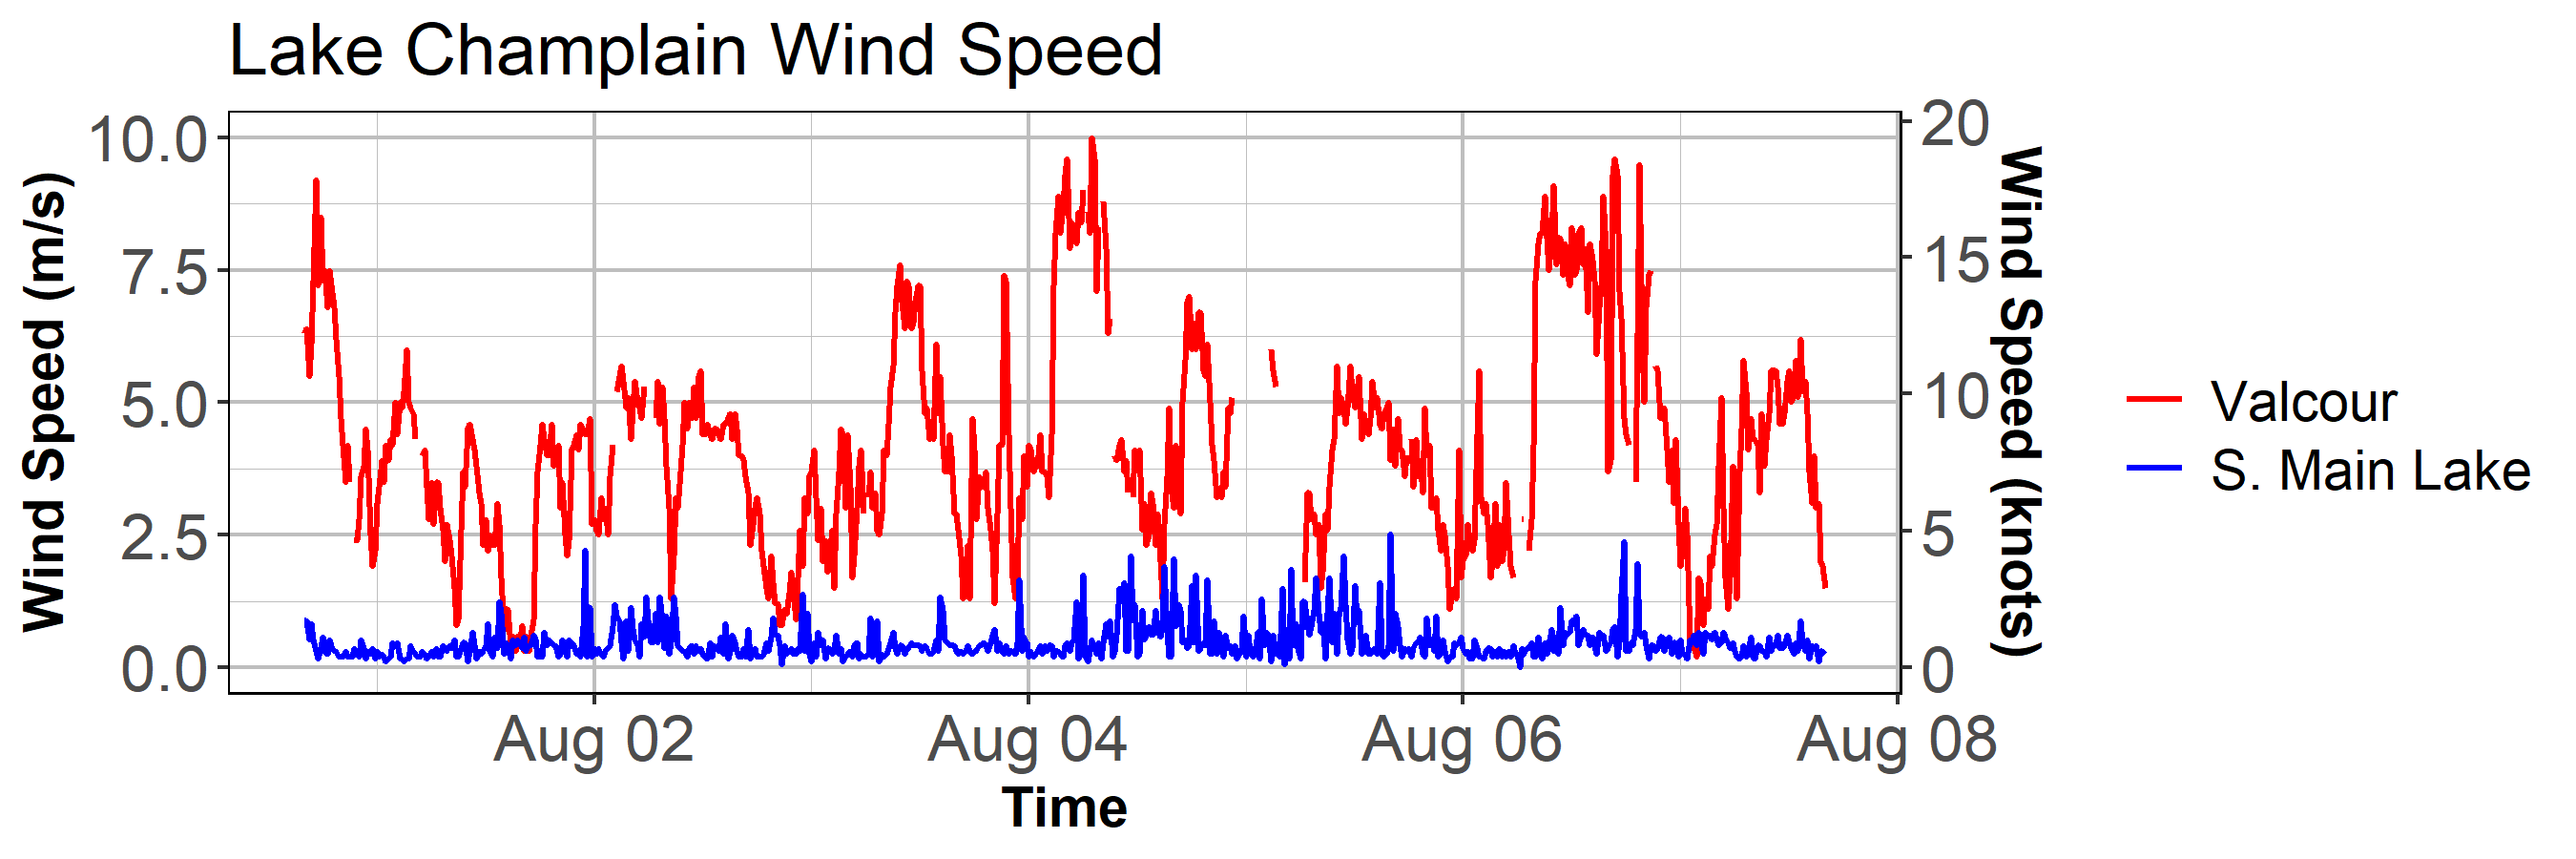 Lake Champlain Wind Speed
Wind Speed (m/s)
10.0
7.5
5.0
2.5
0.0
20
15
10
5
0
Wind Speed (knots)
Aug 02
Aug 04
Aug 06
Aug 08
Time
Valcour
S. Main Lake